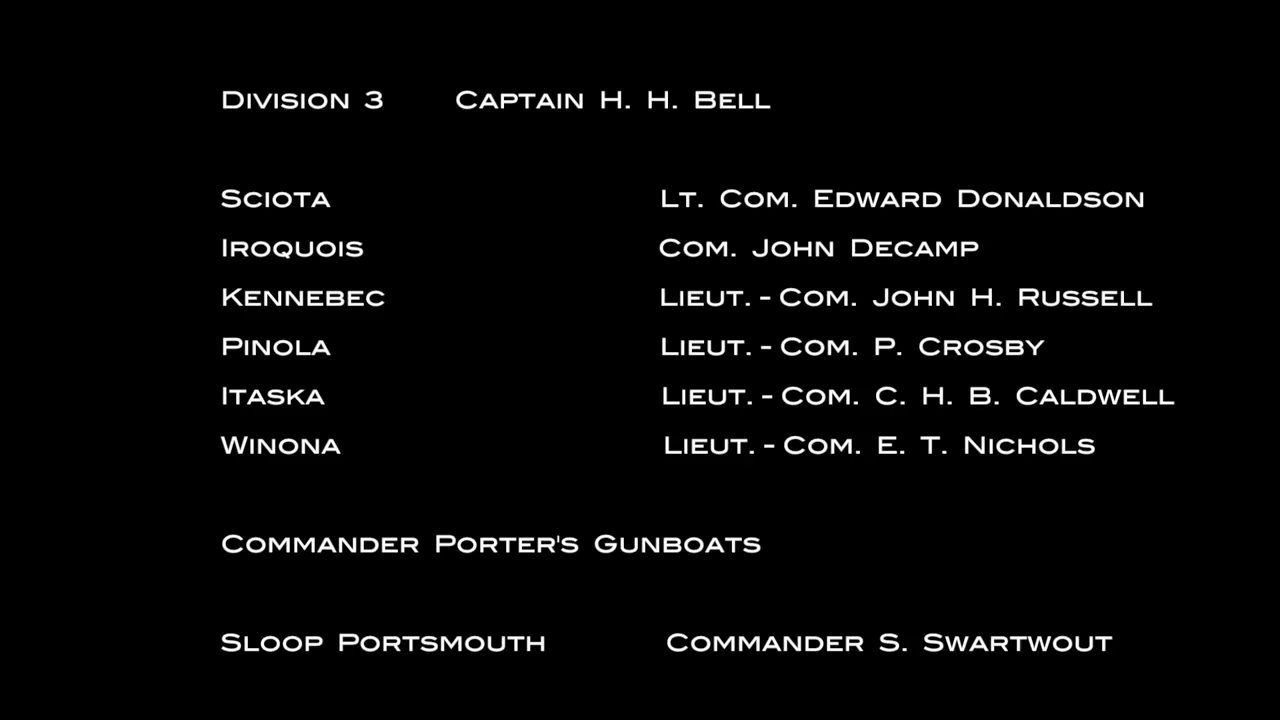 Division 3 Captain H. H. Bell
Sciota Lt. Com. Edward Donaldson
Iroquois Com. John Decamp
Kennebec Lieut. - Com. John H. Russell
Pinola Lieut. - Com. P. Crosby
Itaska Lieut. - Com. C. H. B. Caldwell
Winona Lieut. - Com. E. T. Nichols
Commander Porter's Gunboats
Sloop Portsmouth Commander S. Swartwout